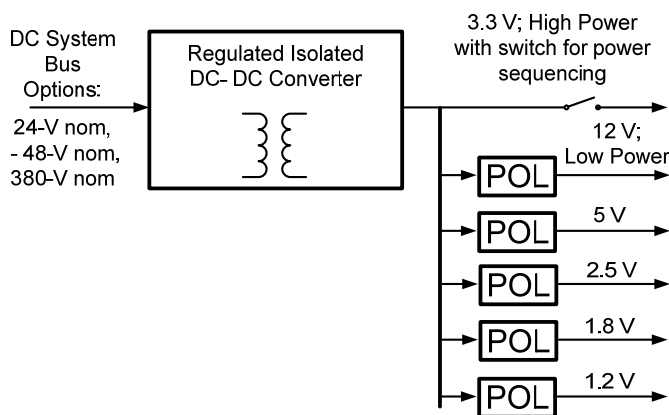 DC System
Bus
Options:
24-V nom,
- 48-V nom,
380-V nom
Regulated Isolated
DC- DC Converter
3.3 V; High Power
with switch for power
sequencing
12 V;
Low Power
POL
POL
5 V
POL
2.5 V
POL
1.8 V
POL
1.2 V